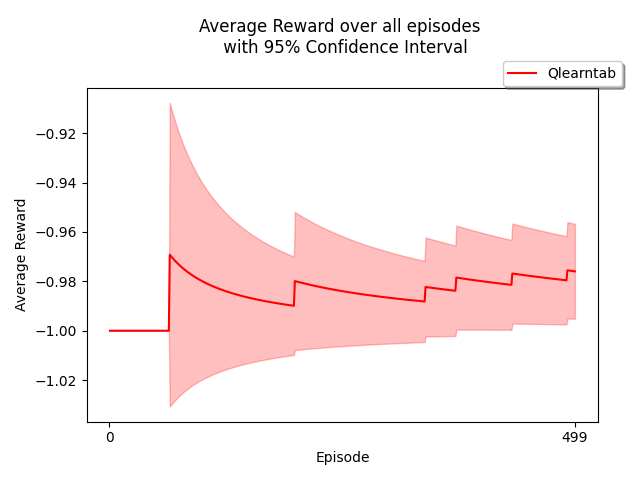 Average Reward over all episodes
with 95% Confidence Interval
Qlearntab
−0.92
−0.94
−0.96
−0.98
−1.00
−1.02
Average Reward
0
499
Episode